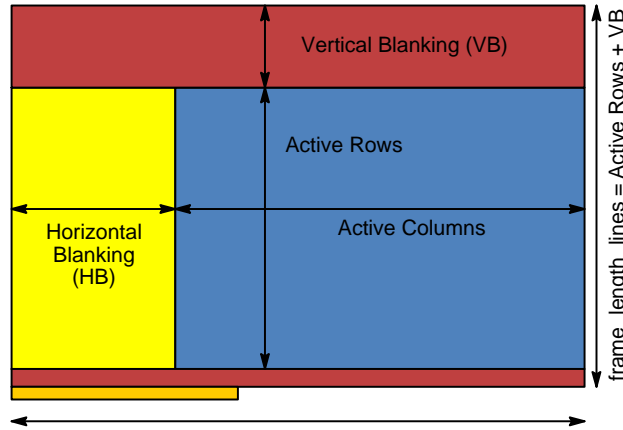 Vertical Blanking (VB)
Active Rows
Active Columns
Horizontal
Blanking
(HB)
frame_length_lines = Active Rows + VB